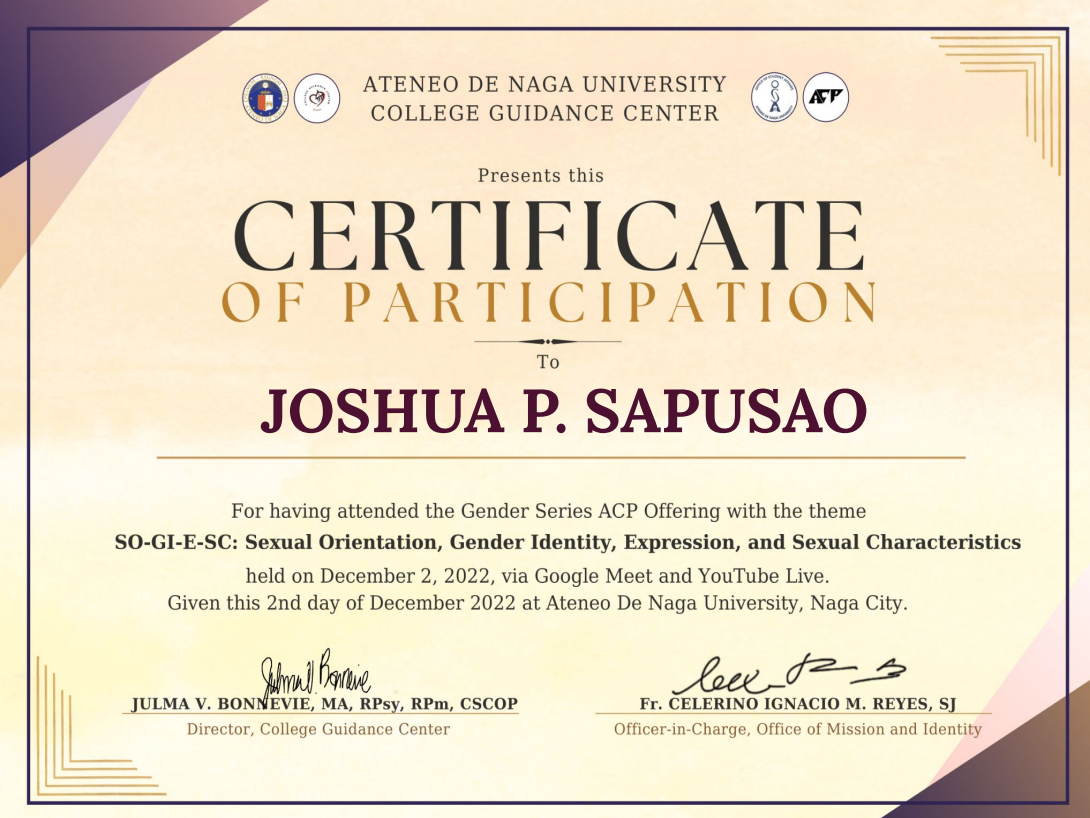 ATENEO DE NAGA UNIVERSITY
COLLEGE GUIDANCE CENTER
ACP
Presents this
CERTIFICATE
OF PARTICIPATION
To
JOSHUA P. SAPUSAO
For having attended the Gender Series ACP Offering with the theme
SO-GI-E-SC: Sexual Orientation, Gender Identity, Expression, and Sexual Characteristics
held on December 2, 2022, via Google Meet and YouTube Live.
Given this 2nd day of December 2022 at Ateneo De Naga University, Naga City.
JULMA V. BONNEVIE, MA, RPsy, RPm, CSCOP
Director, College Guidance Center
Fr. CELERINO IGNACIO M. REYES, SJ
Officer-in-Charge, Office of Mission and Identity